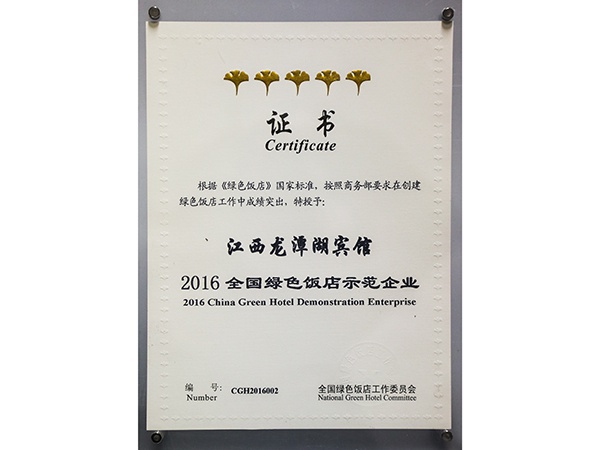 证书
Certificate
根据《绿色饭店》国家标准，按照商务部要求在创建
绿色饭店工作中成绩突出，特授予：
江西龙潭湖宾馆
2016 全国绿色饭店示范企业
2016 China Green Hotel Demonstration Enterprise
编 号： CGH2016002
Number
全国绿色饭店工作委员会
National Green Hotel Committee